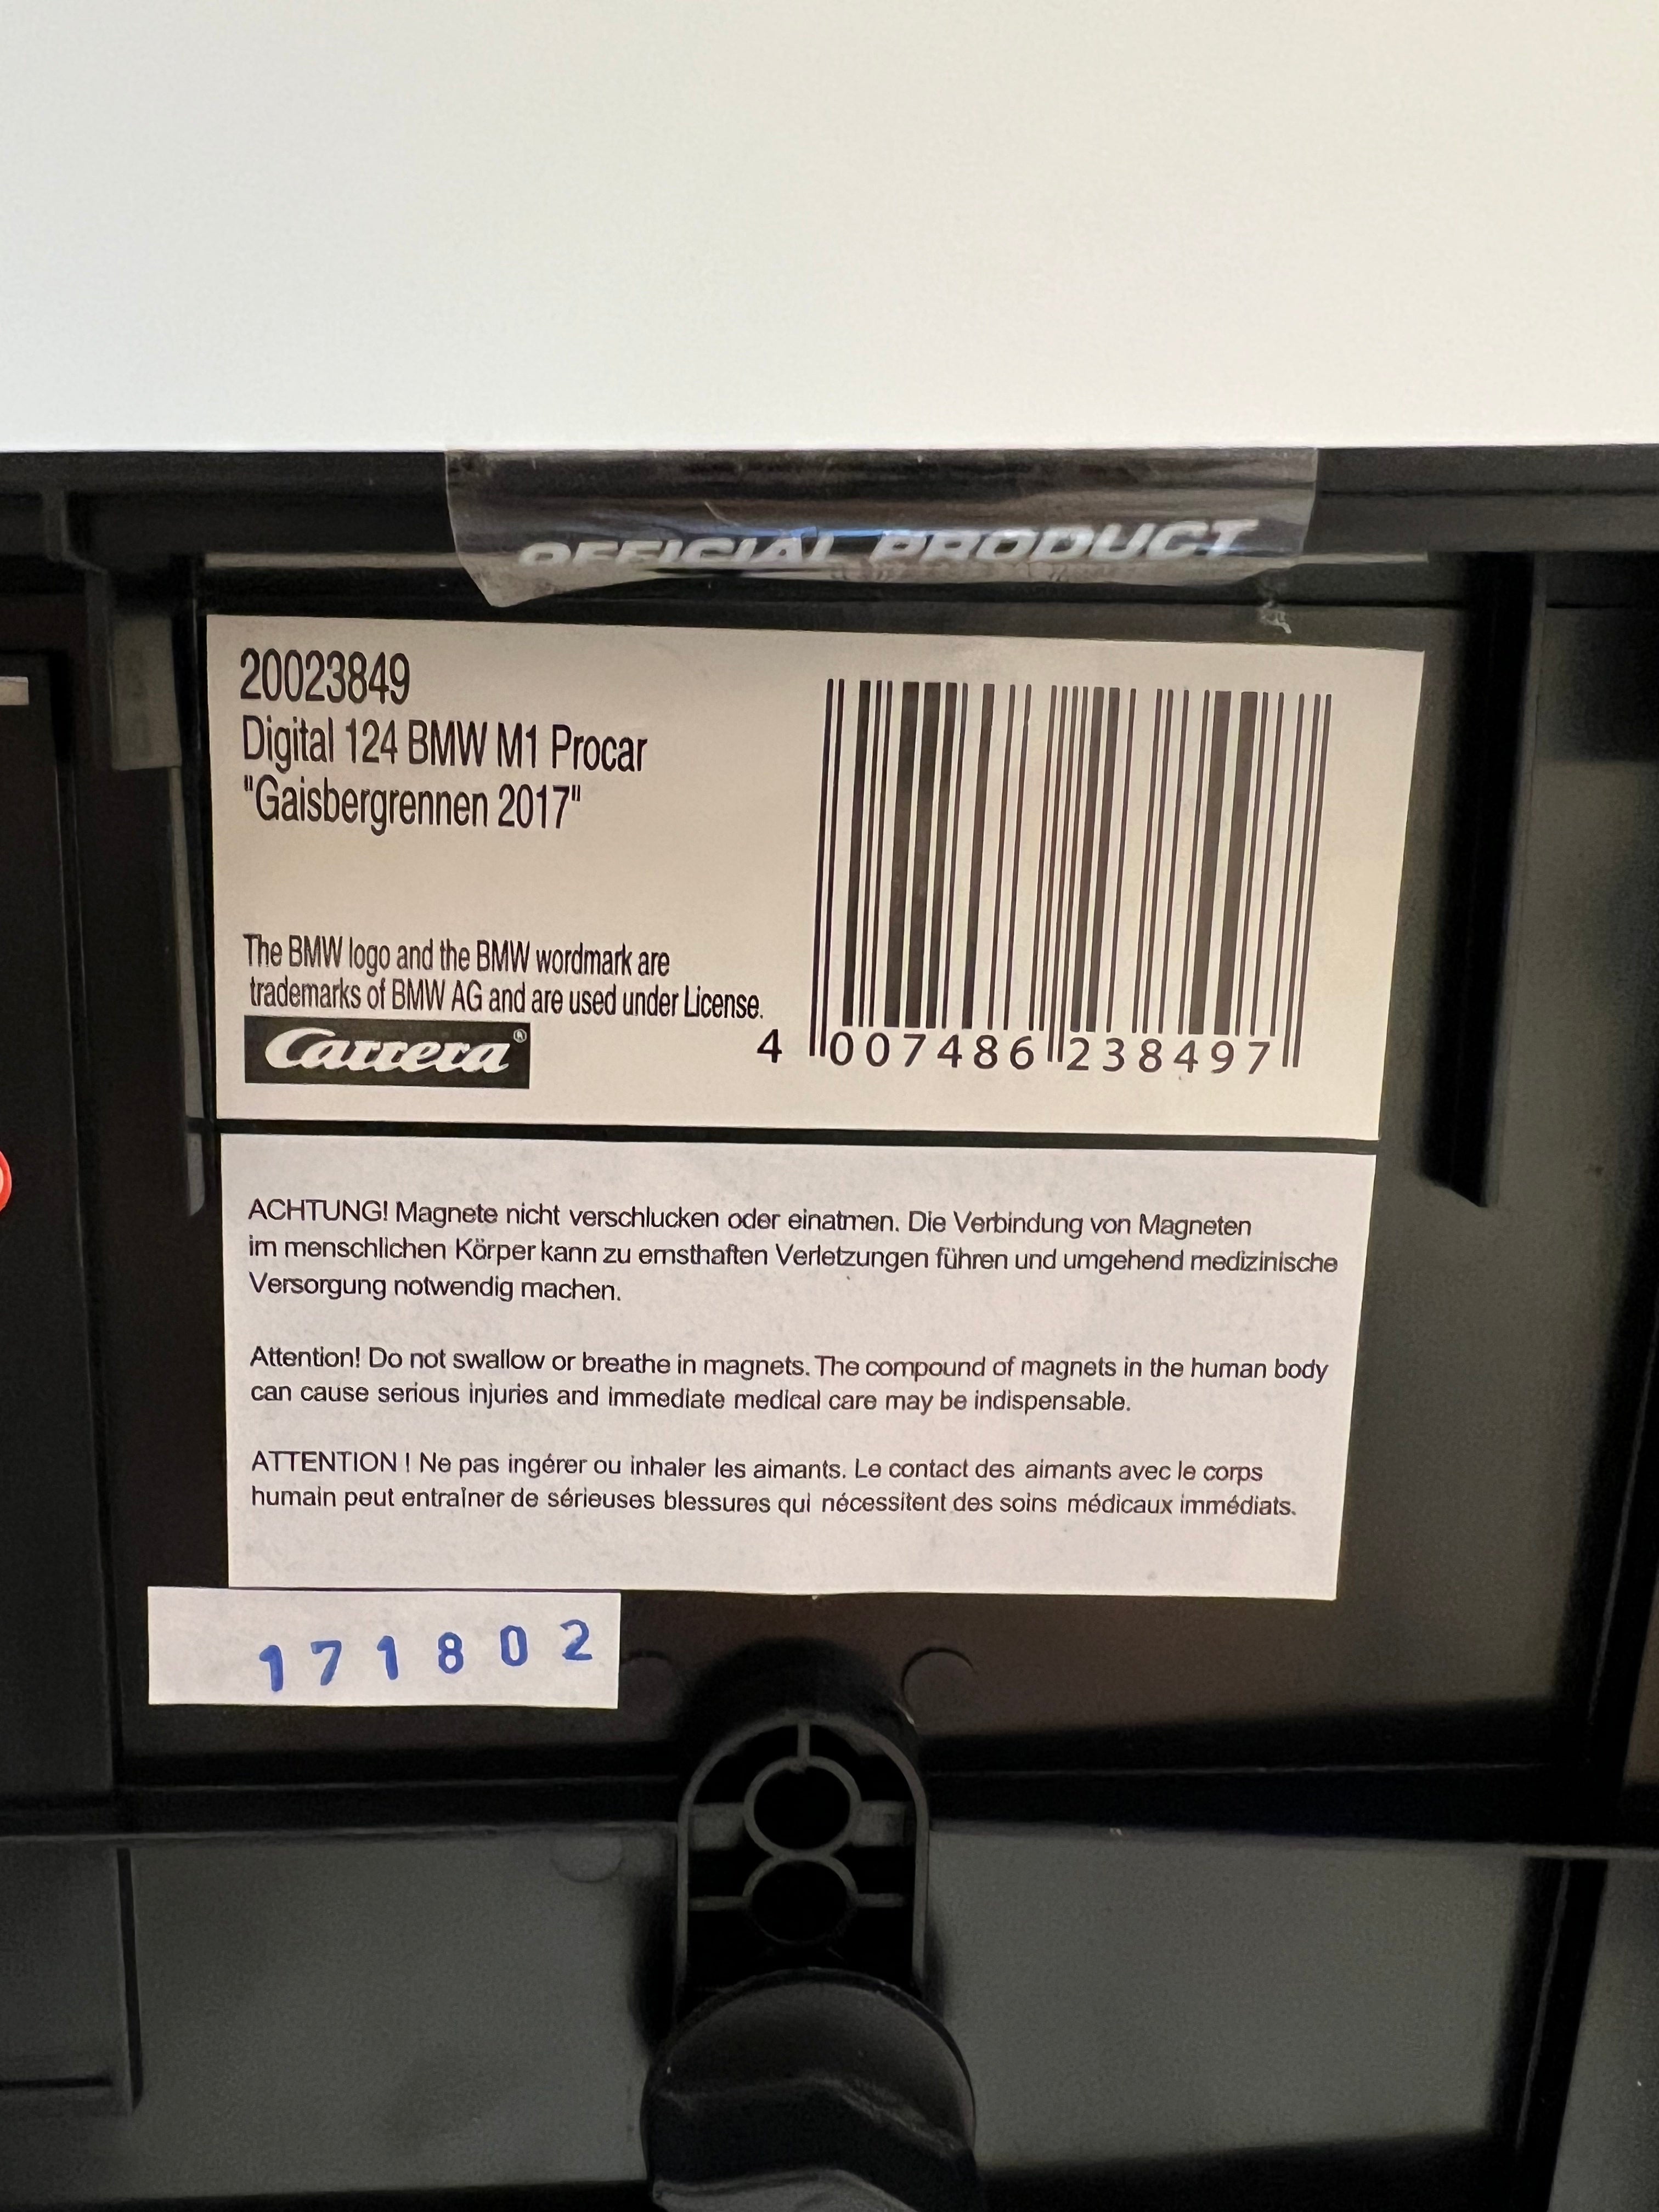 OFFICIAL PRODUCT
20023849
Digital 124 BMW M1 Procar
"Gaisbergrennen 2017"
The BMW logo and the BMW wordmark are
trademarks of BMW AG and are used under License.
Carrera®
4 007486 238497
ACHTUNG! Magnete nicht verschlucken oder einatmen. Die Verbindung von Magneten
im menschlichen Körper kann zu ernsthaften Verletzungen führen und umgehend medizinische
Versorgung notwendig machen.
Attention! Do not swallow or breathe in magnets. The compound of magnets in the human body
can cause serious injuries and immediate medical care may be indispensable.
ATTENTION ! Ne pas ingérer ou inhaler les aimants. Le contact des aimants avec le corps
humain peut entraîner de sérieuses blessures qui nécessitent des soins médicaux immédiats.
171802